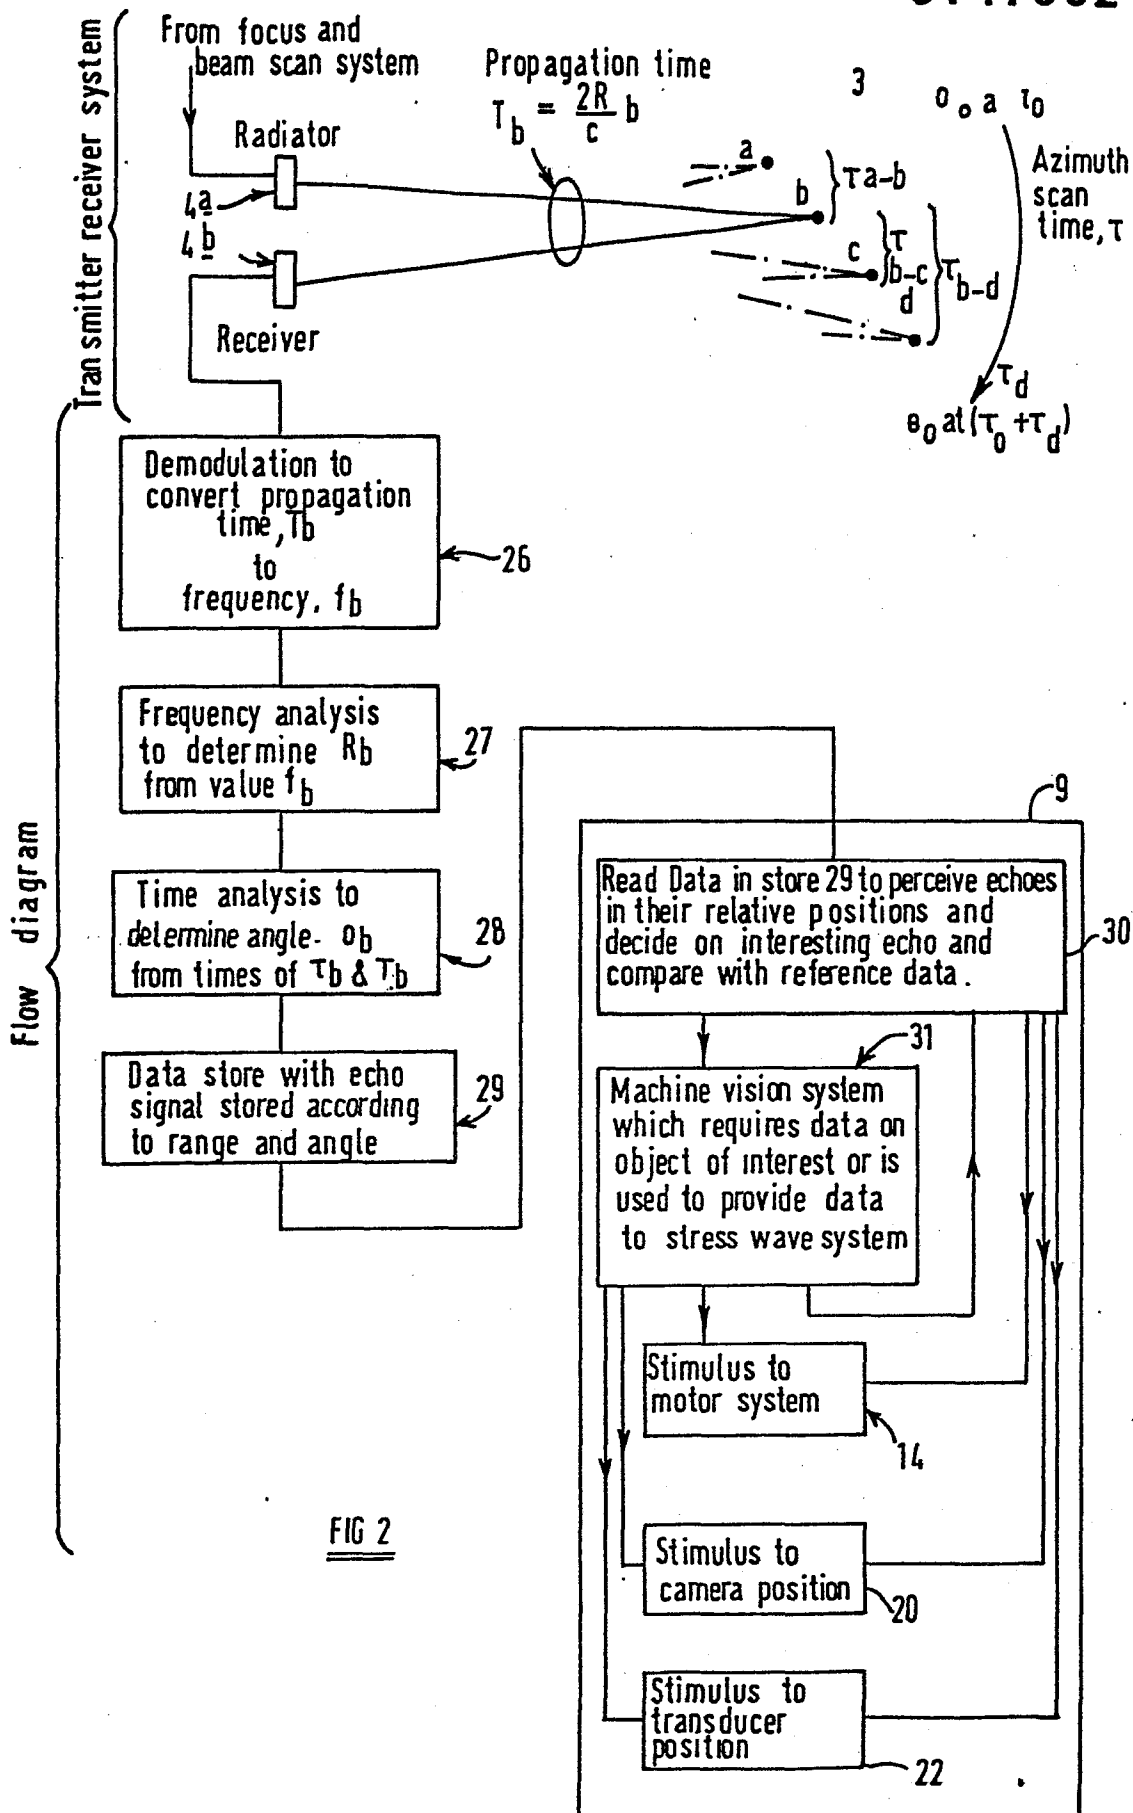 From focus and
beam scan system
Propagation time
T_b = 2R/c b
3
0 o a τ0
Radiator
a
b
τa-b
Azimuth
scan
time, τ
4a
4b
c
τ
b-c
d
τb-d
Receiver
τd
θ0 at (τ0 + τd)
Transmitter receiver system
Demodulation to
convert propagation
time, Tb
to
frequency. fb
26
Frequency analysis
to determine Rb
from value fb
27
Time analysis to
determine angle- 0b
from times of τb & Tb
28
Data store with echo
signal stored according
to range and angle
29
Flow diagram
9
Read Data in store 29 to perceive echoes
in their relative positions and
decide on interesting echo and
compare with reference data.
30
31
Machine vision system
which requires data on
object of interest or is
used to provide data
to stress wave system
Stimulus to
motor system
14
Stimulus to
camera position
20
Stimulus to
transducer
position
22
FIG 2